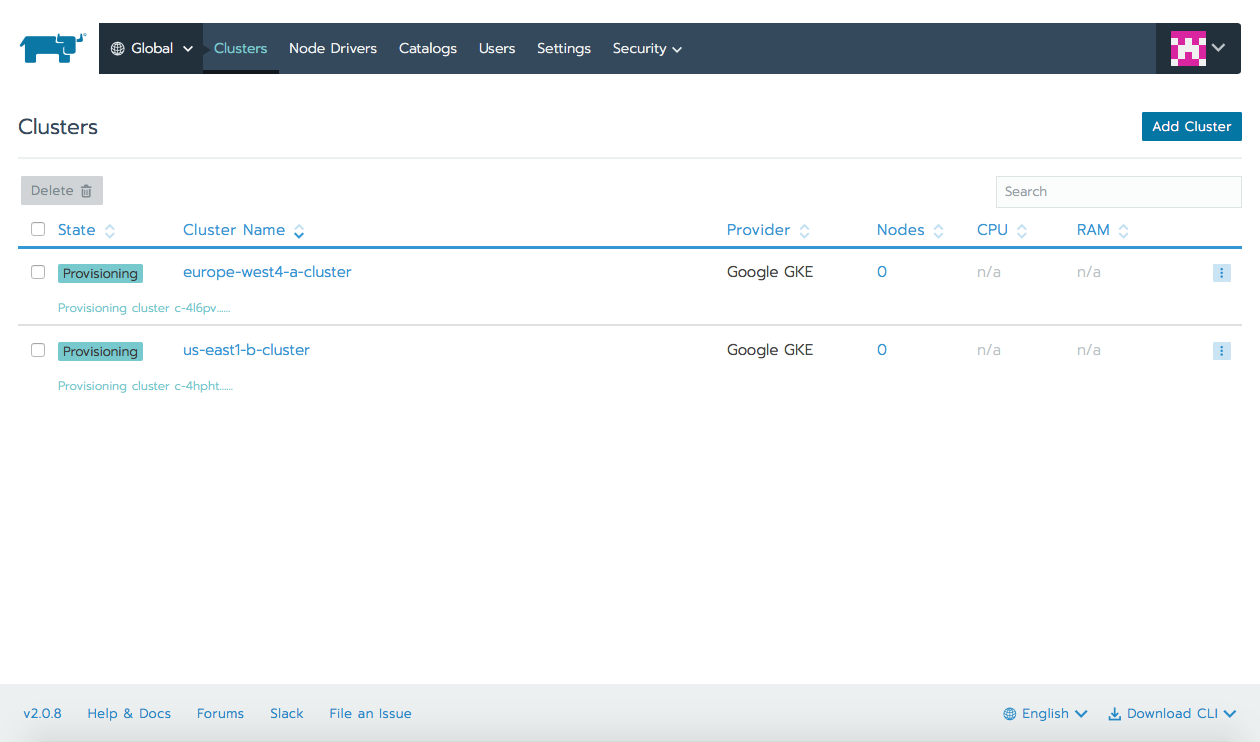 Global Clusters Node Drivers Catalogs Users Settings Security
Clusters
Add Cluster
Delete
Search
State Cluster Name Provider Nodes CPU RAM
Provisioning europe-west4-a-cluster Google GKE 0 n/a n/a
Provisioning cluster c-4l6pv......
Provisioning us-east1-b-cluster Google GKE 0 n/a n/a
Provisioning cluster c-4hpht......
v2.0.8 Help & Docs Forums Slack File an Issue English Download CLI